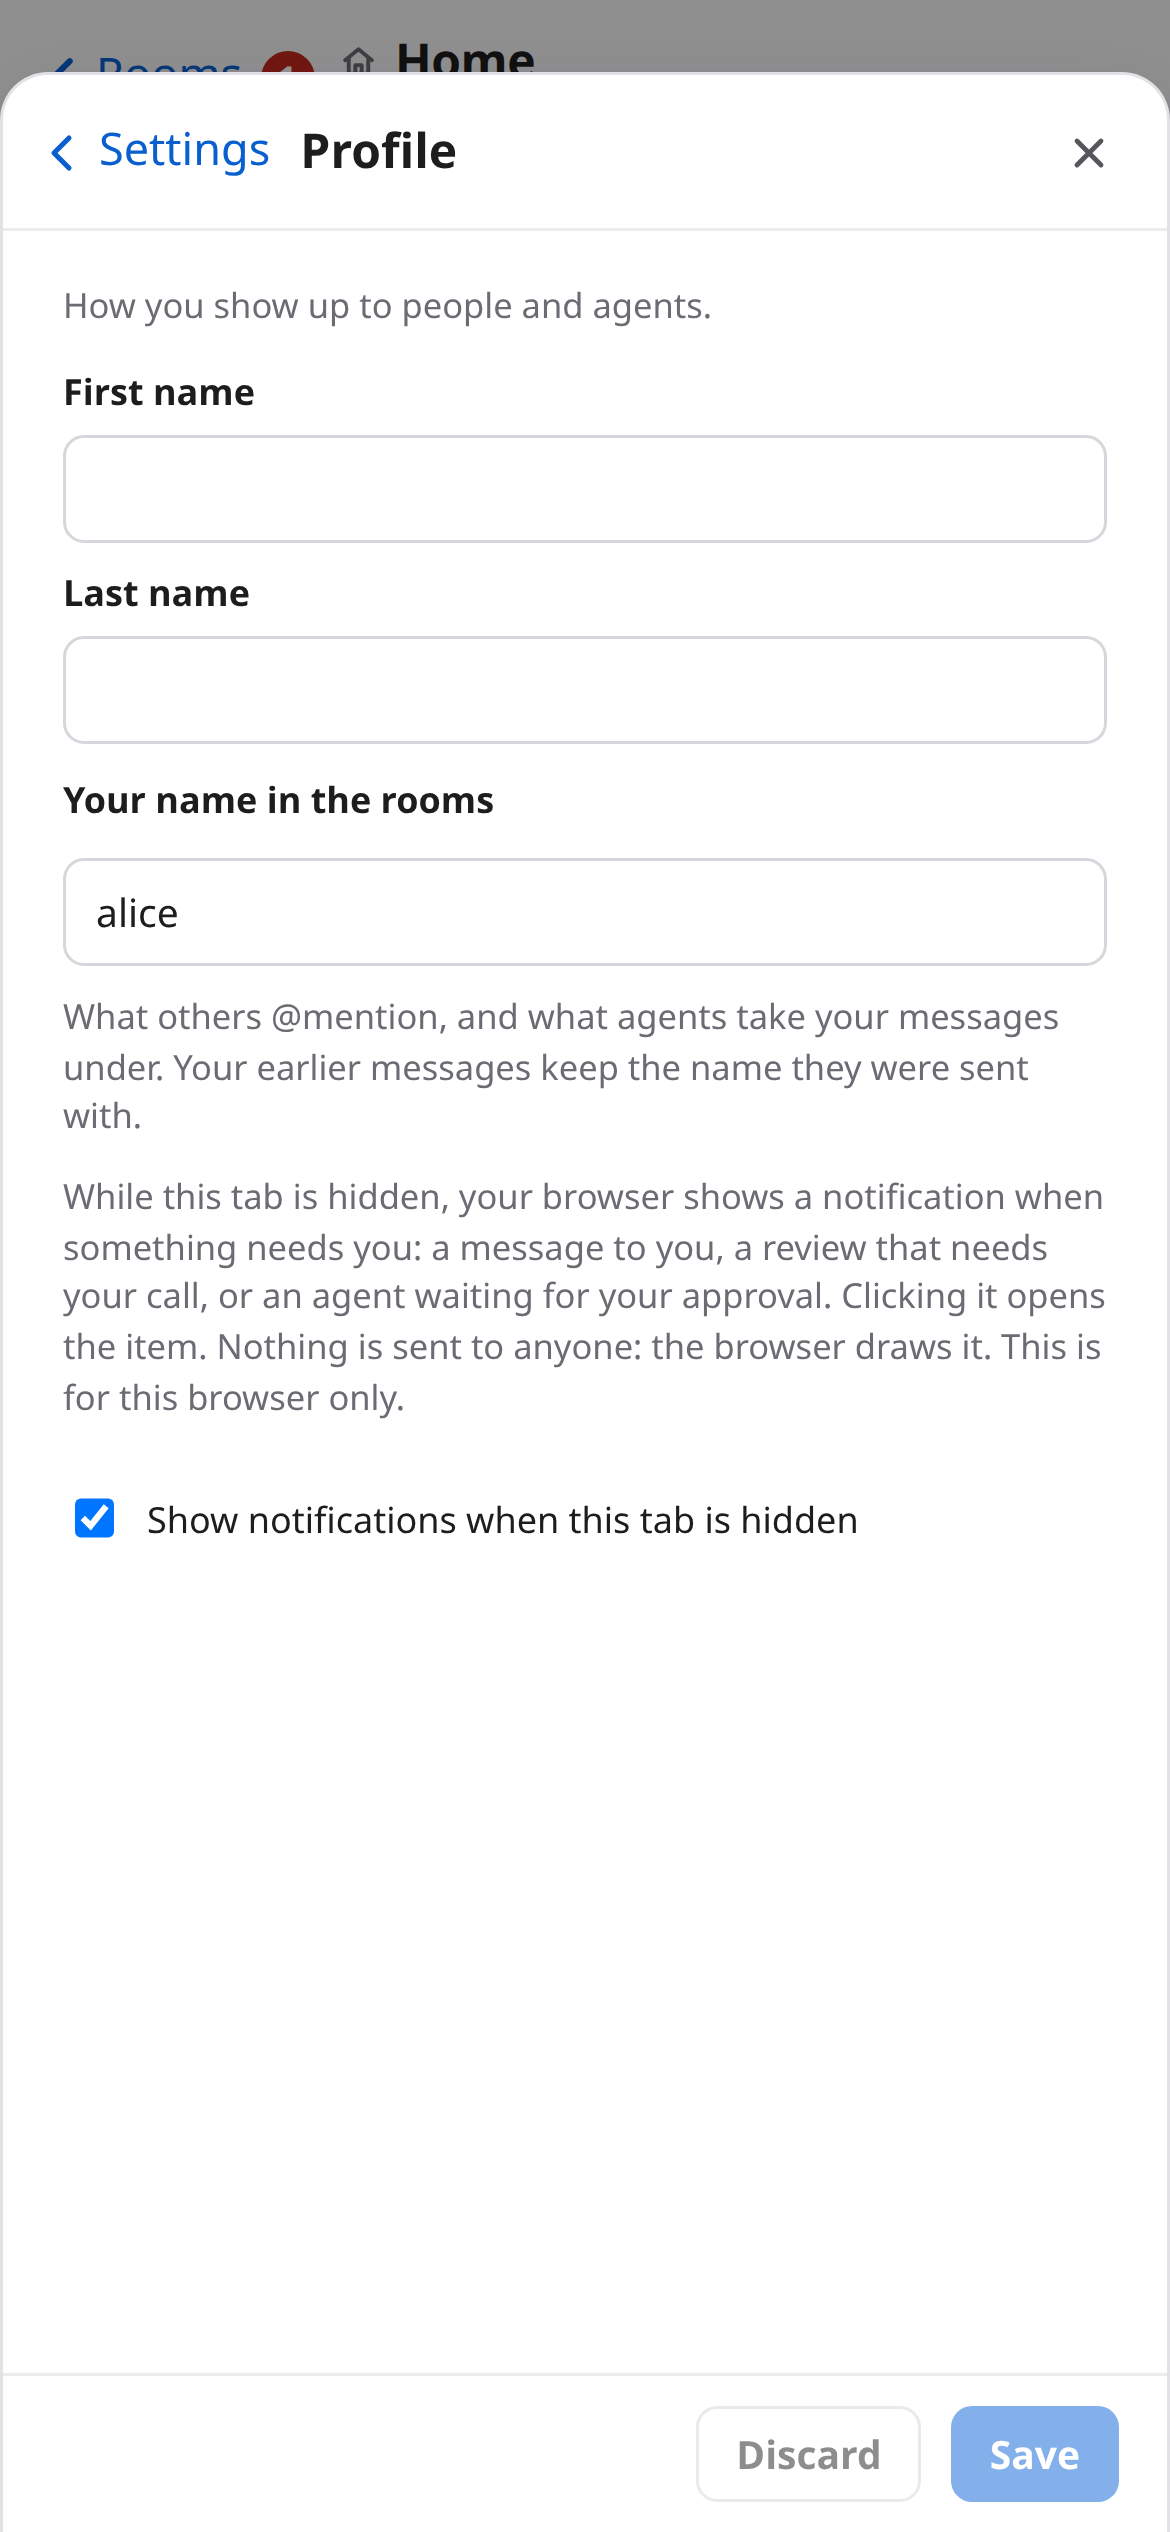 Rooms 1 Home
Settings Profile
How you show up to people and agents.
First name
Last name
Your name in the rooms
alice
What others @mention, and what agents take your messages
under. Your earlier messages keep the name they were sent
with.
While this tab is hidden, your browser shows a notification when
something needs you: a message to you, a review that needs
your call, or an agent waiting for your approval. Clicking it opens
the item. Nothing is sent to anyone: the browser draws it. This is
for this browser only.
Show notifications when this tab is hidden
Discard Save